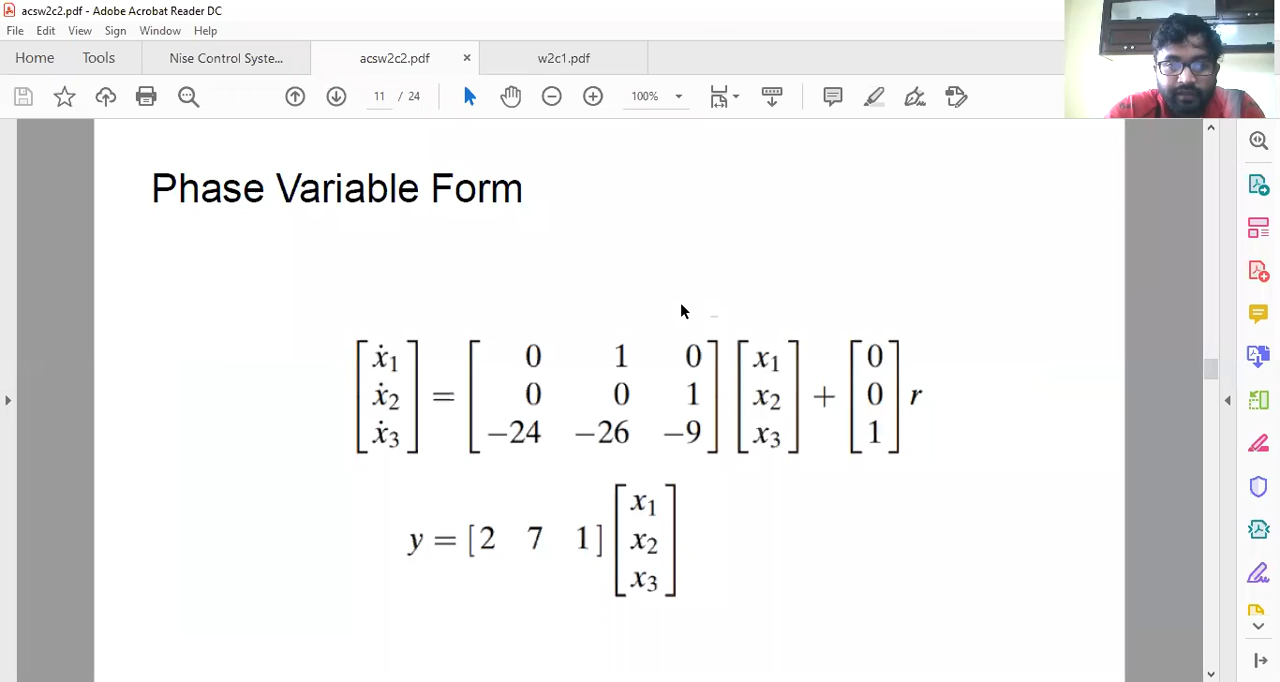 acsw2c2.pdf - Adobe Acrobat Reader DC
File Edit View Sign Window Help
Home Tools Nise Control Syste... acsw2c2.pdf × w2c1.pdf
11 / 24 100%
Phase Variable Form
[ẋ1 ẋ2 ẋ3] = [0 1 0; 0 0 1; −24 −26 −9] [x1 x2 x3] + [0 0 1] r
y = [2 7 1] [x1 x2 x3]